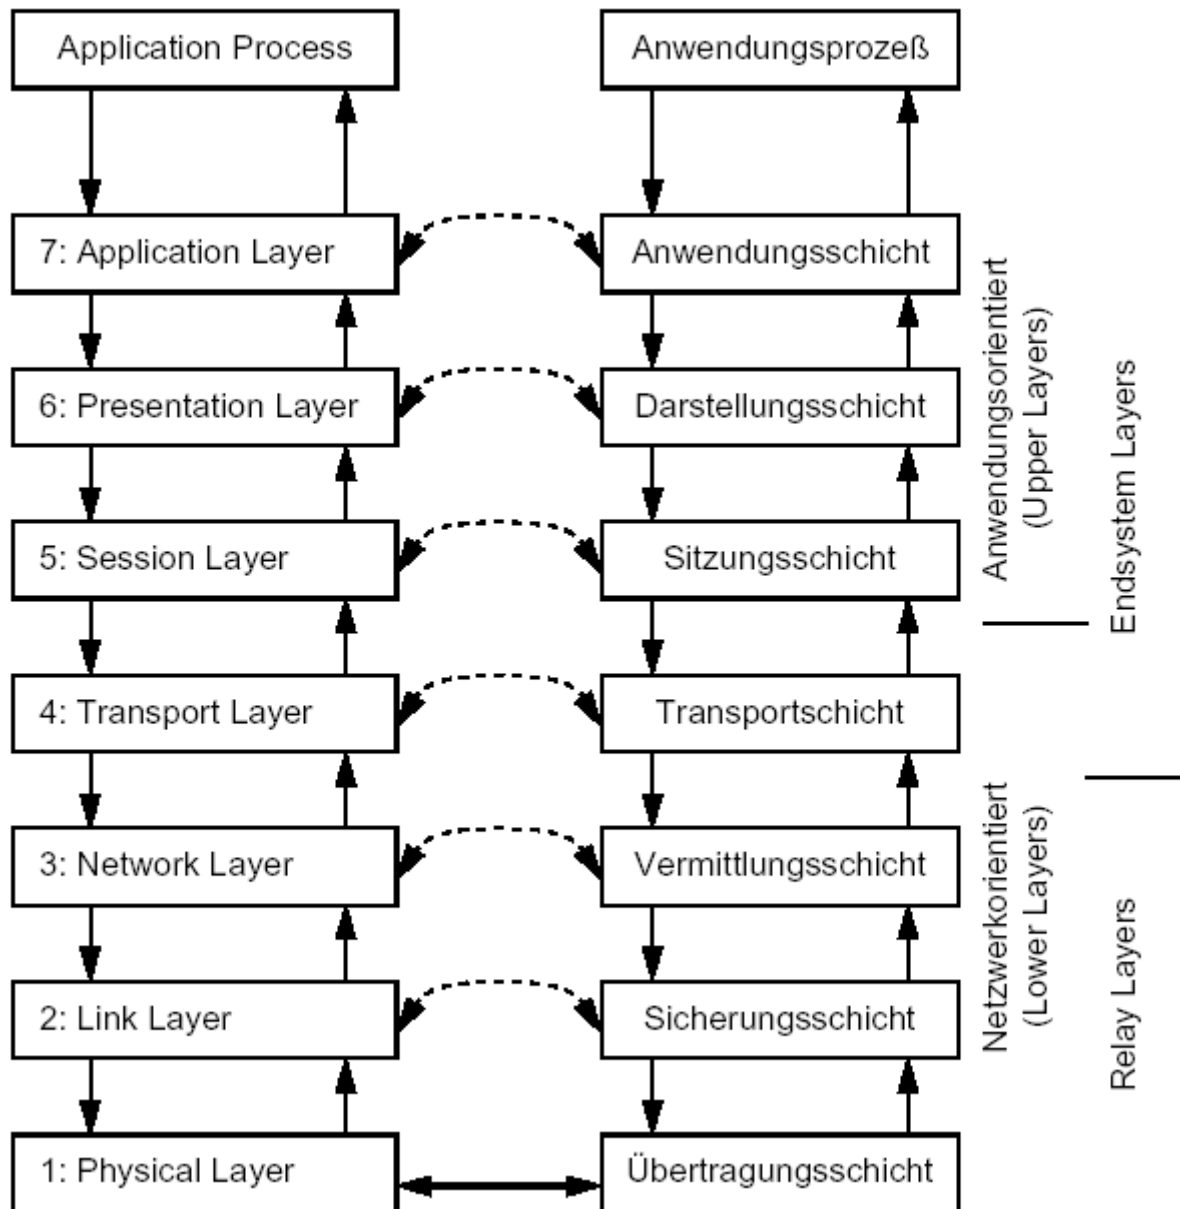 Application Process
Anwendungsprozeß
7: Application Layer
Anwendungsschicht
6: Presentation Layer
Darstellungsschicht
5: Session Layer
Sitzungsschicht
4: Transport Layer
Transportschicht
3: Network Layer
Vermittlungsschicht
2: Link Layer
Sicherungsschicht
1: Physical Layer
Übertragungsschicht
Anwendungsorientiert
(Upper Layers)
Endsystem Layers
Netzwerkorientiert
(Lower Layers)
Relay Layers